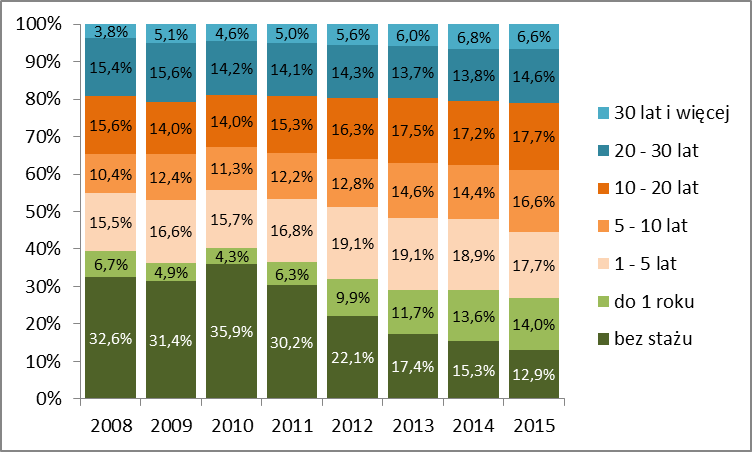 100%
90%
80%
70%
60%
50%
40%
30%
20%
10%
0%
3,8% 5,1% 4,6% 5,0% 5,6% 6,0% 6,8% 6,6%
15,4% 15,6% 14,2% 14,1% 14,3% 13,7% 13,8% 14,6%
15,6% 14,0% 14,0% 15,3% 16,3% 17,5% 17,2% 17,7%
10,4% 12,4% 11,3% 12,2% 12,8% 14,6% 14,4% 16,6%
15,5% 16,6% 15,7% 16,8% 19,1% 19,1% 18,9% 17,7%
6,7% 4,9% 4,3% 6,3% 9,9% 11,7% 13,6% 14,0%
32,6% 31,4% 35,9% 30,2% 22,1% 17,4% 15,3% 12,9%
2008 2009 2010 2011 2012 2013 2014 2015
30 lat i więcej
20 - 30 lat
10 - 20 lat
5 - 10 lat
1 - 5 lat
do 1 roku
bez stażu